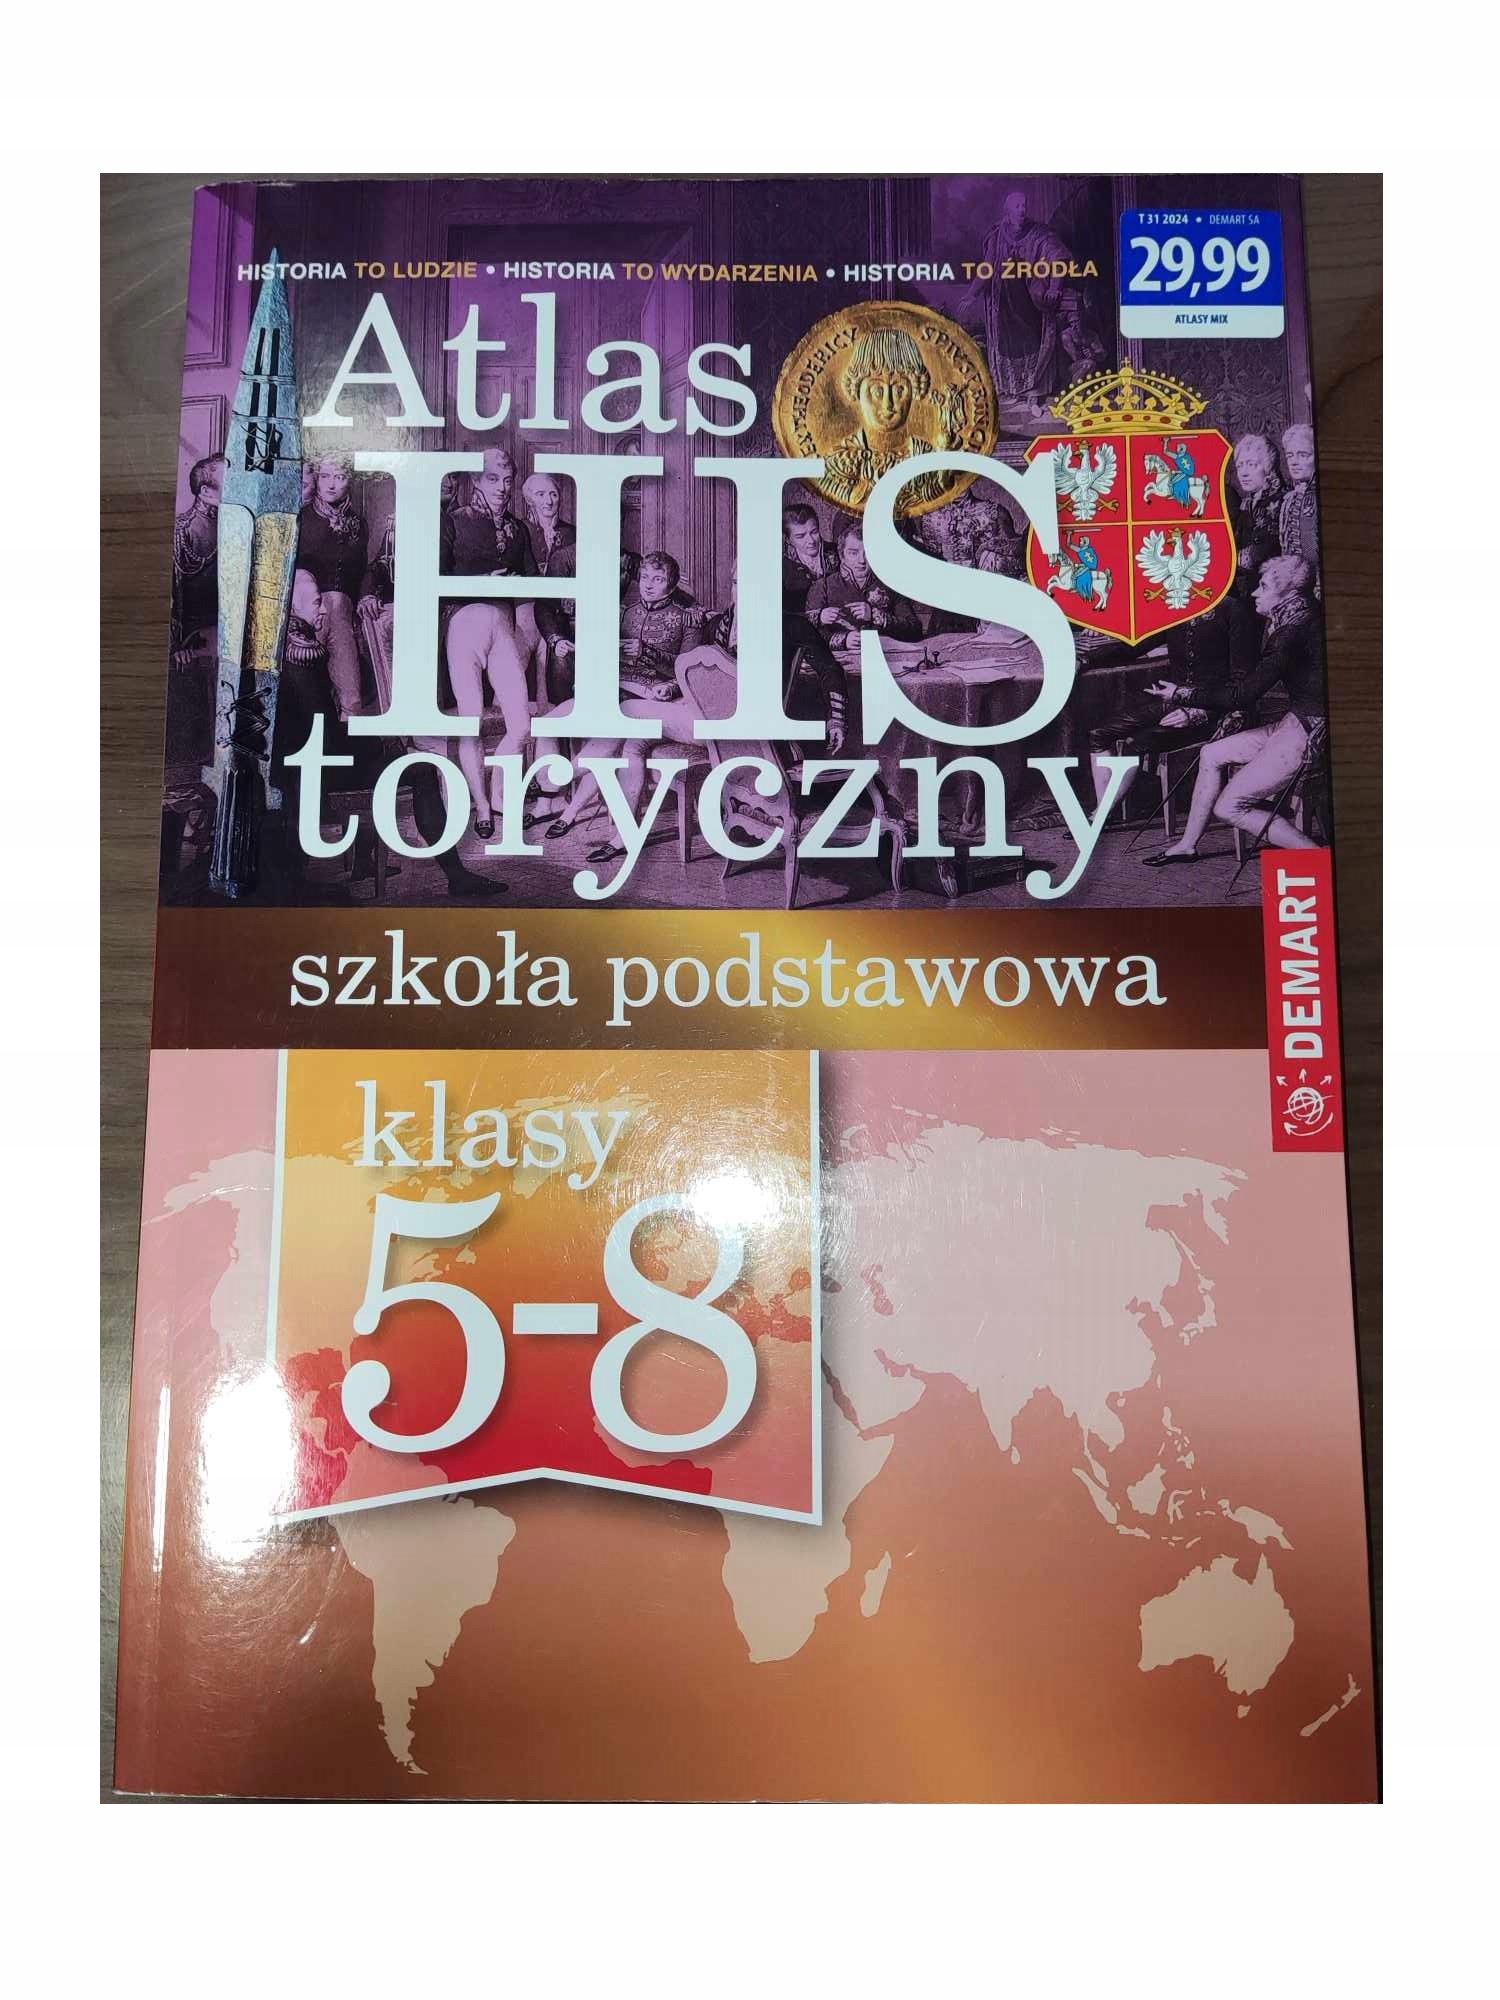 T 31 2024 • DEMART SA
29,99
ATLASY MIX
HISTORIA TO LUDZIE • HISTORIA TO WYDARZENIA • HISTORIA TO ŹRÓDŁA
Atlas
HIS
toryczny
szkoła podstawowa
DEMART
klasy
5-8